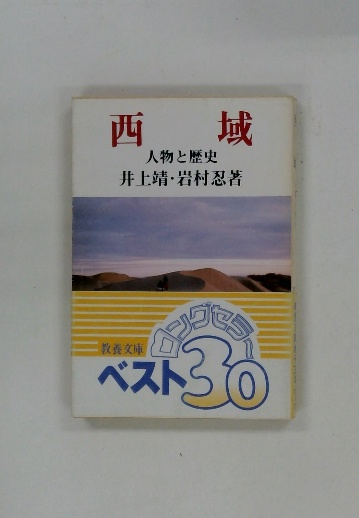 西 域
人物と歴史
井上靖・岩村忍著
教養文庫
ロングセラー
ベスト30